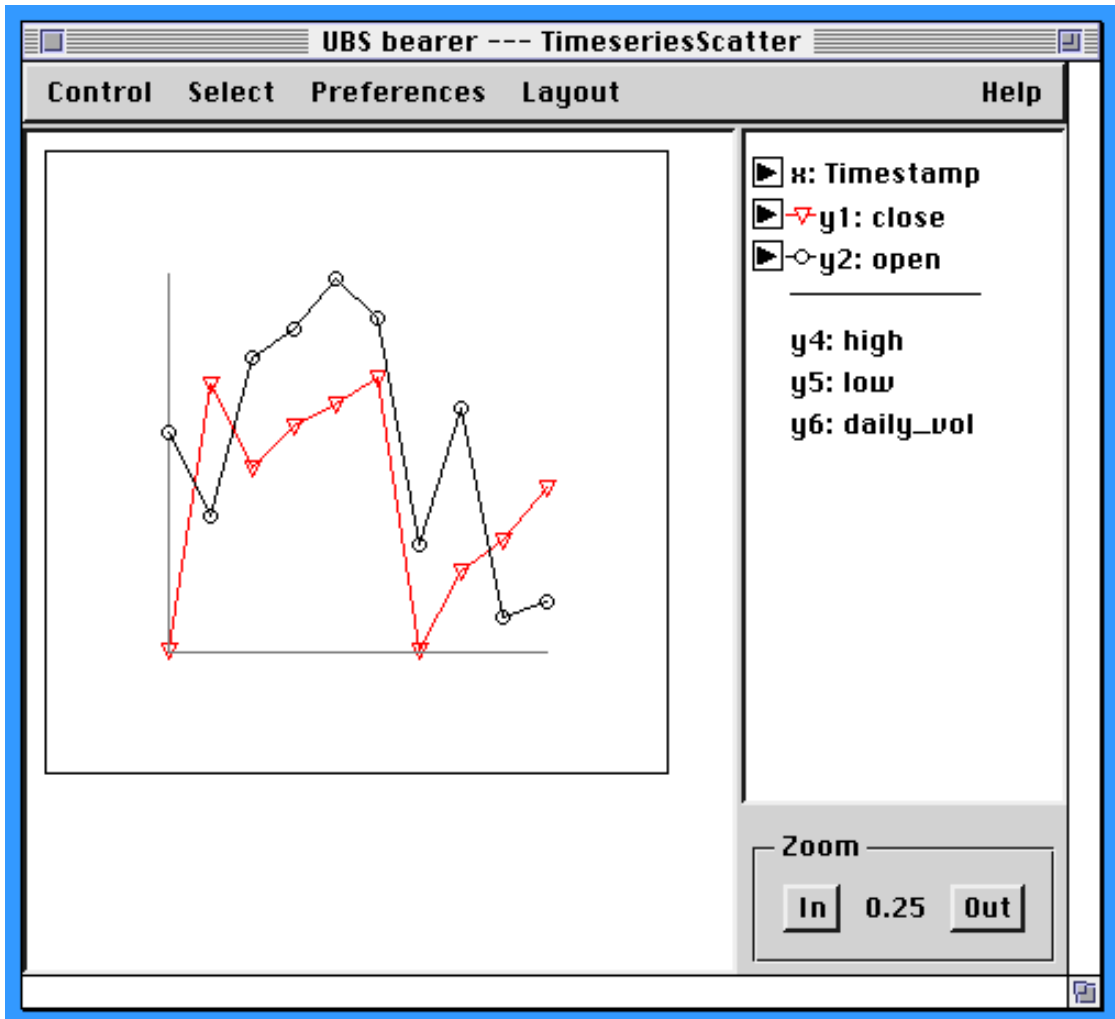 UBS bearer --- TimeseriesScatter
Control Select Preferences Layout Help
x: Timestamp
y1: close
y2: open
y4: high
y5: low
y6: daily_vol
Zoom
In 0.25 Out